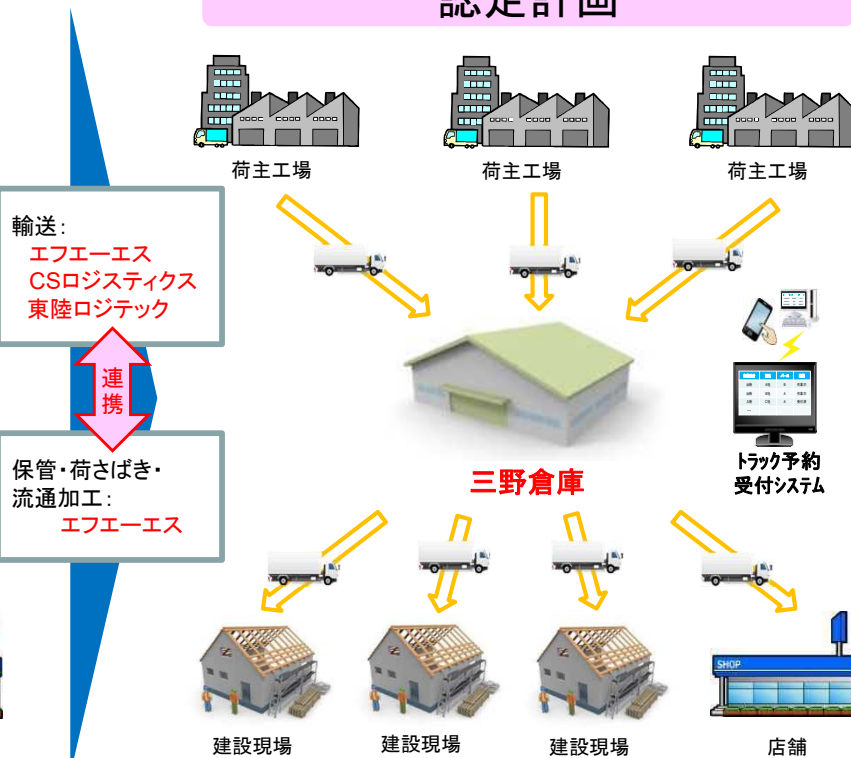 認定計画
荷主工場
荷主工場
荷主工場
輸送:
エフエーエス
CSロジスティクス
東陸ロジテック
連携
保管・荷さばき・
流通加工:
エフエーエス
三野倉庫
トラック予約
受付システム
SHOP
建設現場
建設現場
建設現場
店舗